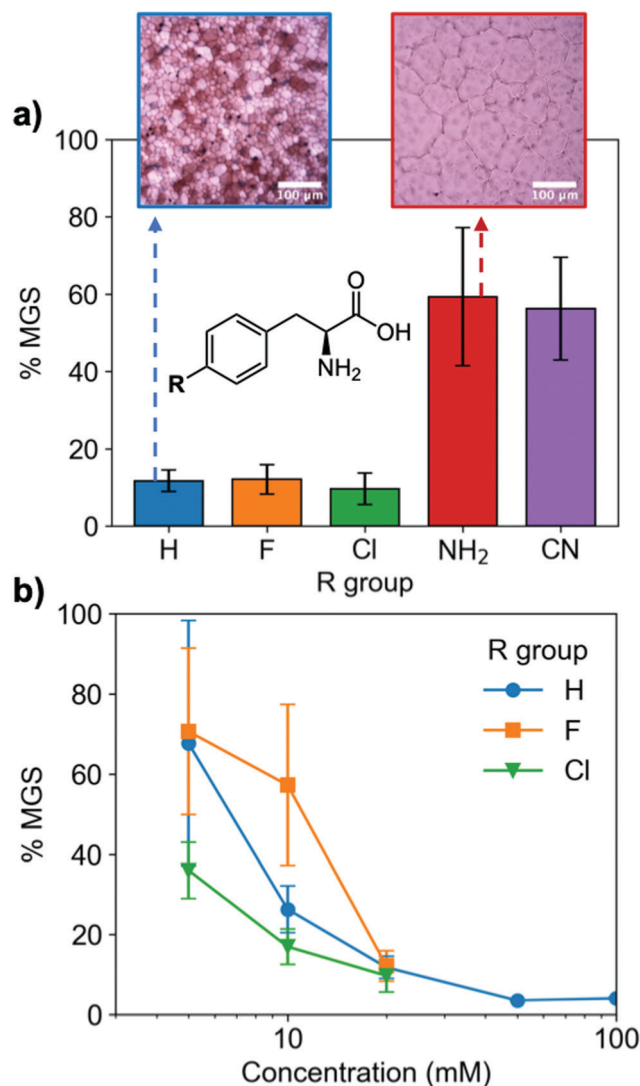 a)
100 μm
100 μm
100
80
60
40
20
0
% MGS
R
O
OH
NH₂
H F Cl NH₂ CN
R group
b)
100
80
60
40
20
0
% MGS
R group
H
F
Cl
10 100
Concentration (mM)